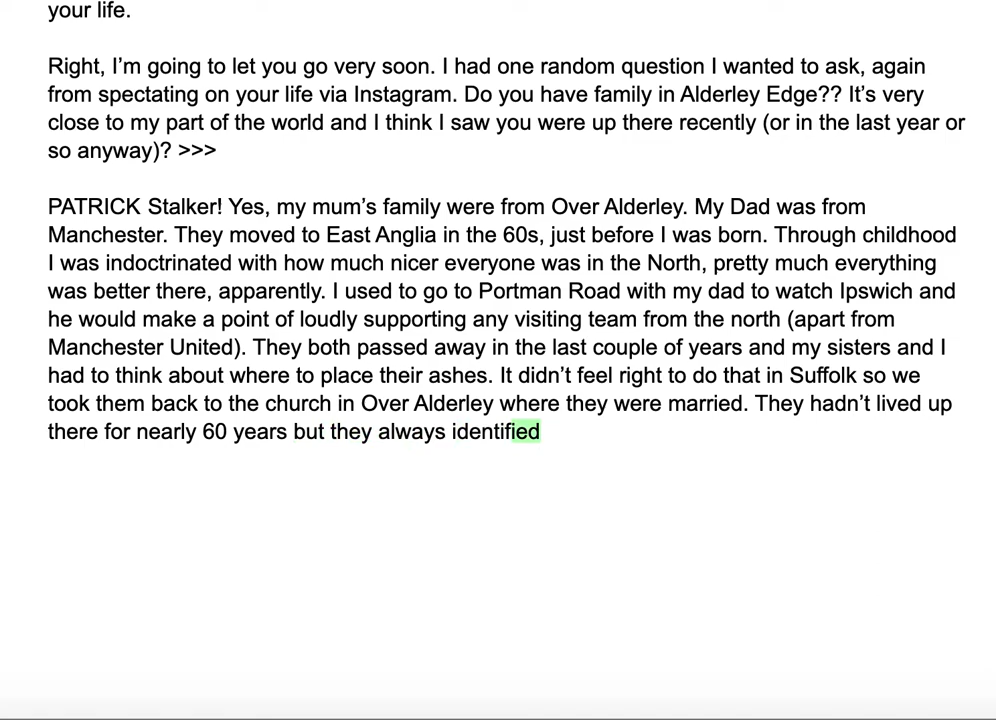 your life.
Right, I’m going to let you go very soon. I had one random question I wanted to ask, again
from spectating on your life via Instagram. Do you have family in Alderley Edge?? It’s very
close to my part of the world and I think I saw you were up there recently (or in the last year or
so anyway)? >>>
PATRICK Stalker! Yes, my mum’s family were from Over Alderley. My Dad was from
Manchester. They moved to East Anglia in the 60s, just before I was born. Through childhood
I was indoctrinated with how much nicer everyone was in the North, pretty much everything
was better there, apparently. I used to go to Portman Road with my dad to watch Ipswich and
he would make a point of loudly supporting any visiting team from the north (apart from
Manchester United). They both passed away in the last couple of years and my sisters and I
had to think about where to place their ashes. It didn’t feel right to do that in Suffolk so we
took them back to the church in Over Alderley where they were married. They hadn’t lived up
there for nearly 60 years but they always identified